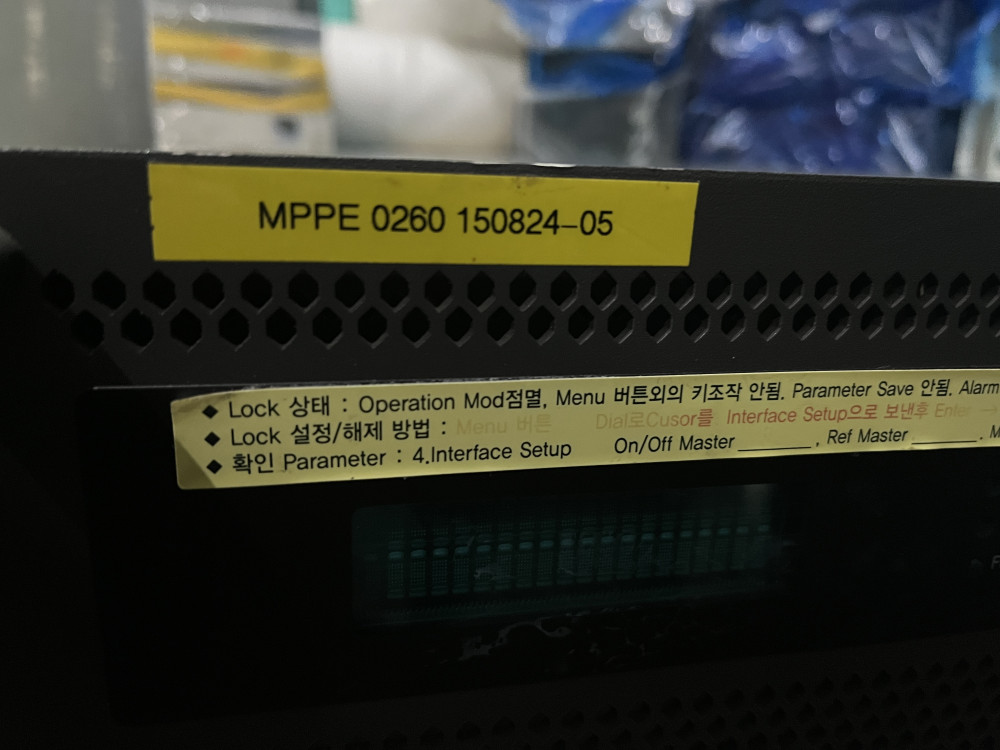 MPPE 0260 150824-05
◆ Lock 상태 : Operation Mod점멸, Menu 버튼외의 키조작 안됨. Parameter Save 안됨. Alarm
◆ Lock 설정/해제 방법 : Menu 버튼 Dial로Cusor를 Interface Setup으로 보낸후 Enter →
◆ 확인 Parameter : 4.Interface Setup On/Off Master ________, Ref Master ________. M